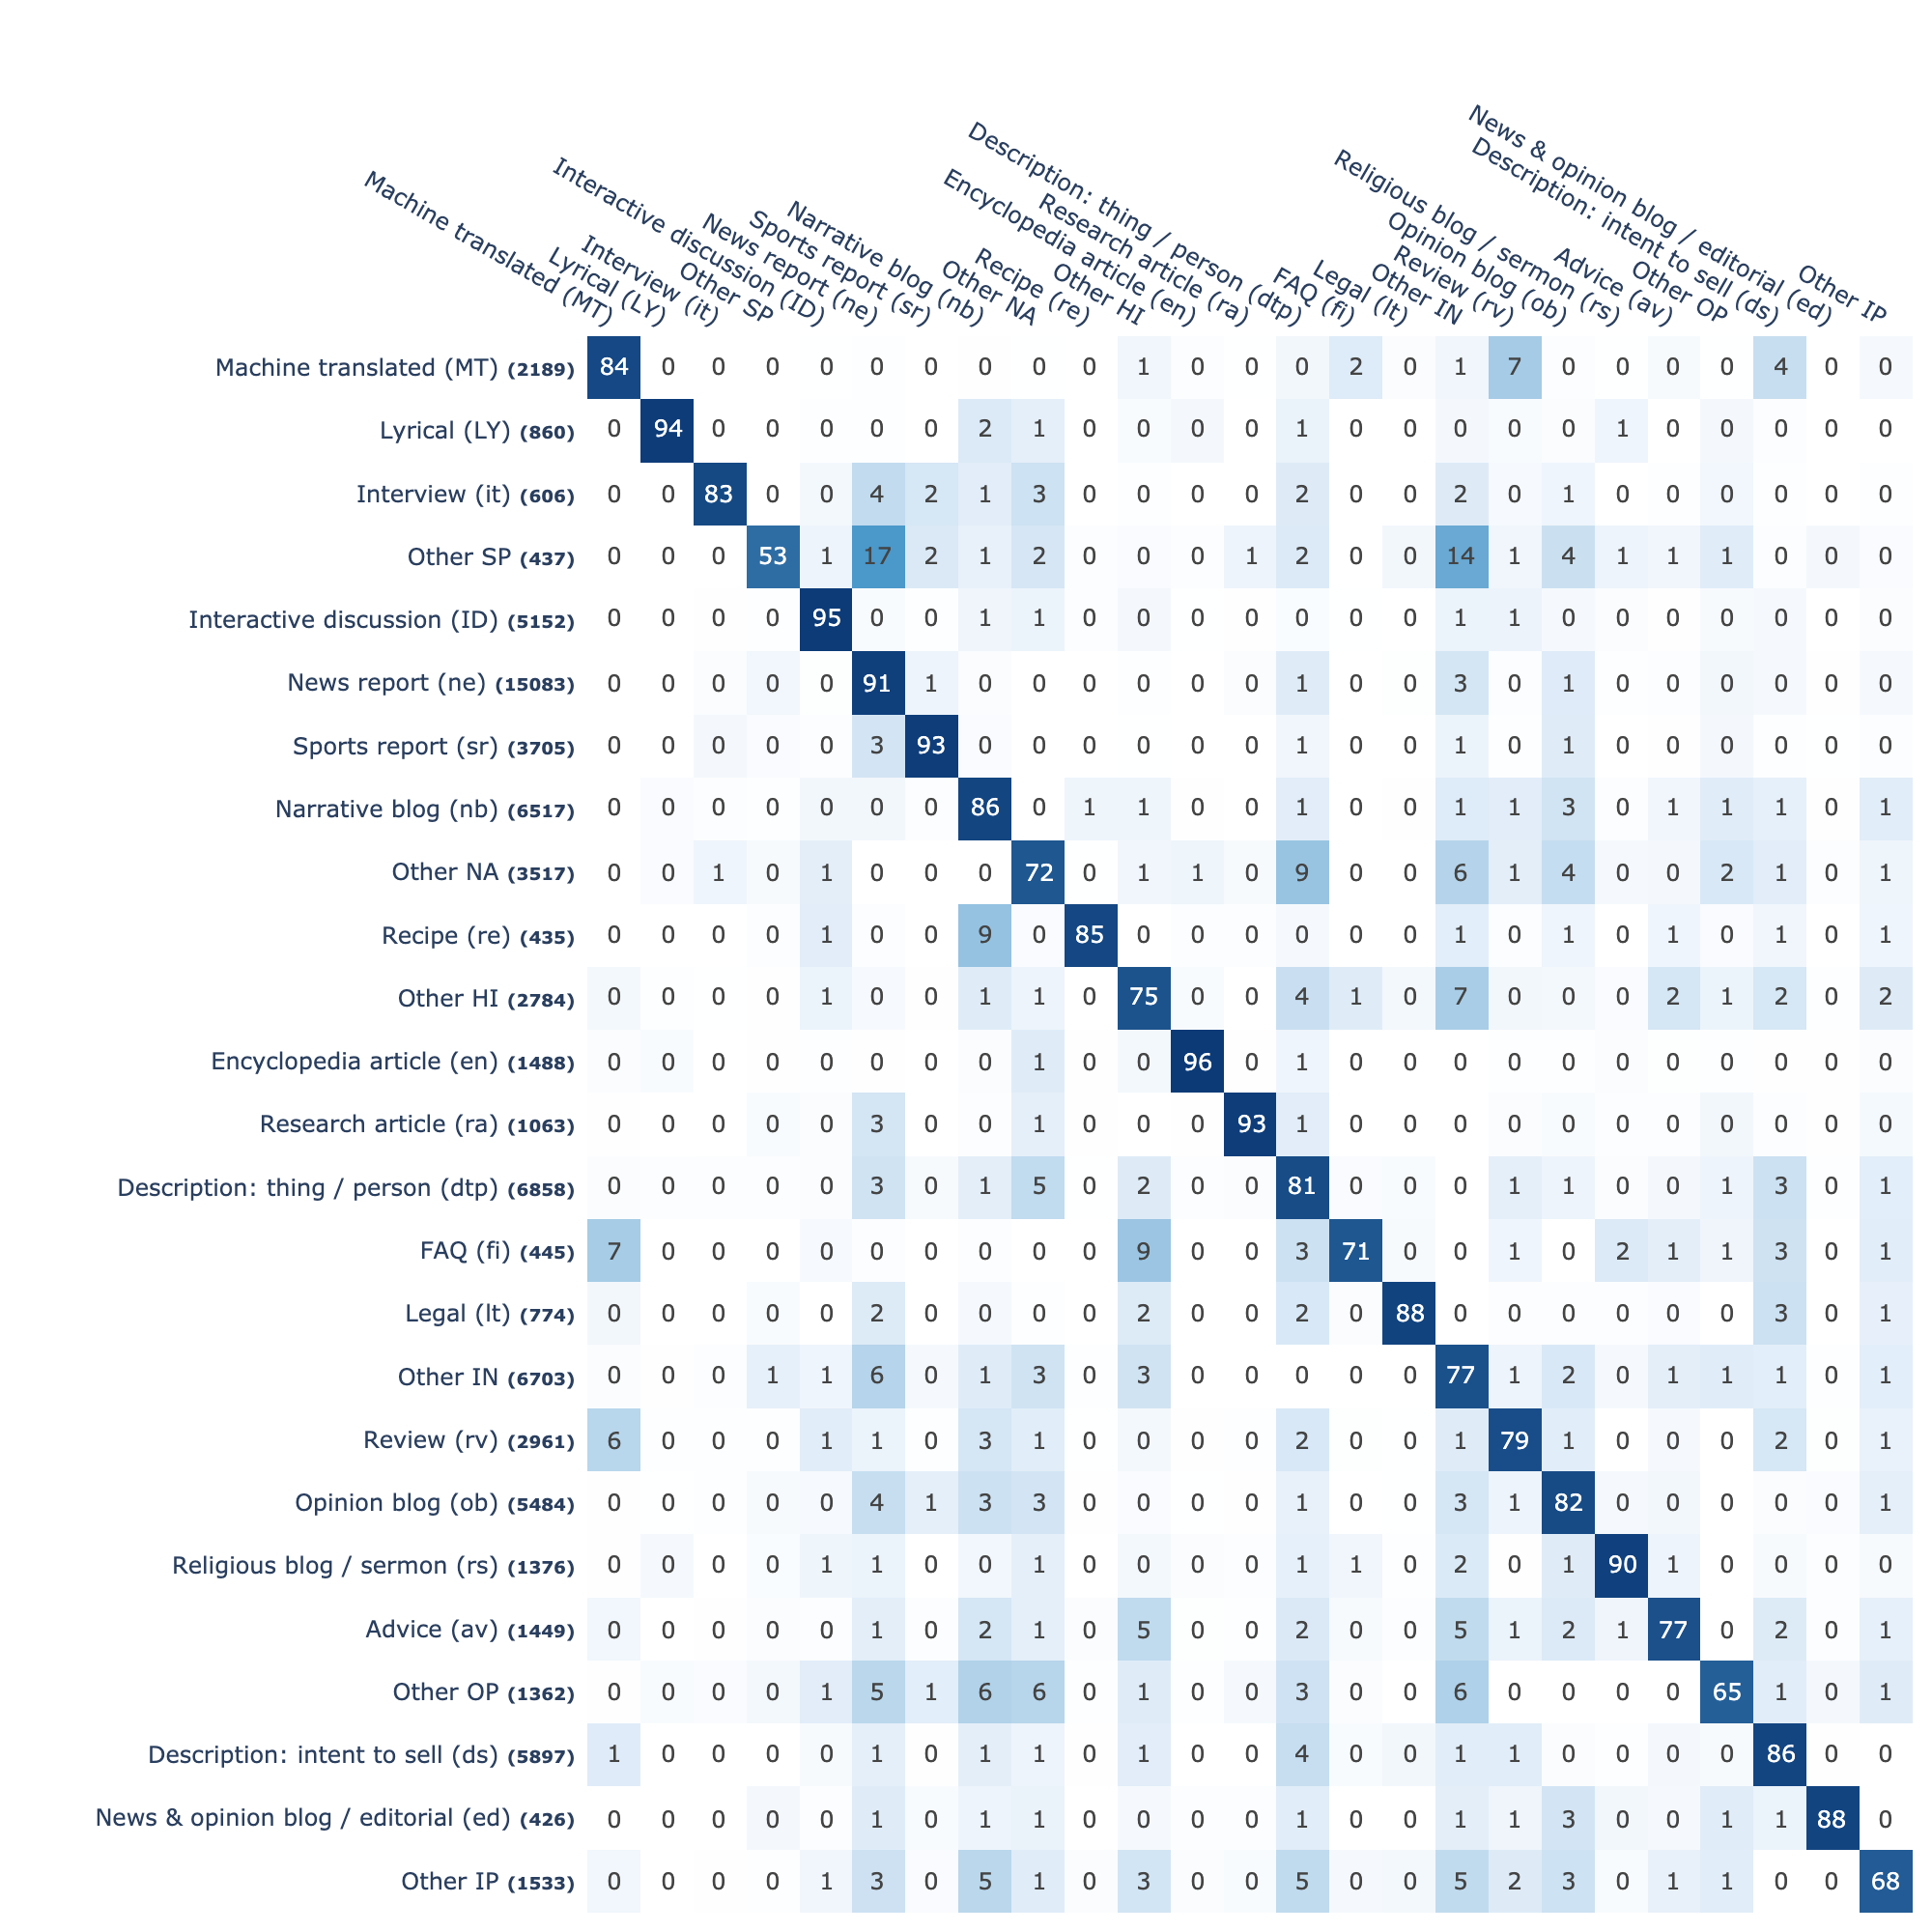 Machine translated (MT)
Lyrical (LY)
Interview (it)
Other SP
Interactive discussion (ID)
News report (ne)
Sports report (sr)
Narrative blog (nb)
Other NA
Recipe (re)
Other HI
Encyclopedia article (en)
Research article (ra)
Description: thing / person (dtp)
FAQ (fi)
Legal (lt)
Other IN
Review (rv)
Opinion blog (ob)
Religious blog / sermon (rs)
Advice (av)
Other OP
Description: intent to sell (ds)
News & opinion blog / editorial (ed)
Other IP
Machine translated (MT) (2189) 84 0 0 0 0 0 0 0 0 0 1 0 0 0 2 0 1 7 0 0 0 0 4 0 0
Lyrical (LY) (860) 0 94 0 0 0 0 0 2 1 0 0 0 0 1 0 0 0 0 0 1 0 0 0 0 0
Interview (it) (606) 0 0 83 0 0 4 2 1 3 0 0 0 0 2 0 0 2 0 1 0 0 0 0 0 0
Other SP (437) 0 0 0 53 1 17 2 1 2 0 0 0 1 2 0 0 14 1 4 1 1 1 0 0 0
Interactive discussion (ID) (5152) 0 0 0 0 95 0 0 1 1 0 0 0 0 0 0 0 1 1 0 0 0 0 0 0 0
News report (ne) (15083) 0 0 0 0 0 91 1 0 0 0 0 0 0 1 0 0 3 0 1 0 0 0 0 0 0
Sports report (sr) (3705) 0 0 0 0 0 3 93 0 0 0 0 0 0 1 0 0 1 0 1 0 0 0 0 0 0
Narrative blog (nb) (6517) 0 0 0 0 0 0 0 86 0 1 1 0 0 1 0 0 1 1 3 0 1 1 1 0 1
Other NA (3517) 0 0 1 0 1 0 0 0 72 0 1 1 0 9 0 0 6 1 4 0 0 2 1 0 1
Recipe (re) (435) 0 0 0 0 1 0 0 9 0 85 0 0 0 0 0 0 1 0 1 0 1 0 1 0 1
Other HI (2784) 0 0 0 0 1 0 0 1 1 0 75 0 0 4 1 0 7 0 0 0 2 1 2 0 2
Encyclopedia article (en) (1488) 0 0 0 0 0 0 0 0 1 0 0 96 0 1 0 0 0 0 0 0 0 0 0 0 0
Research article (ra) (1063) 0 0 0 0 0 3 0 0 1 0 0 0 93 1 0 0 0 0 0 0 0 0 0 0 0
Description: thing / person (dtp) (6858) 0 0 0 0 0 3 0 1 5 0 2 0 0 81 0 0 0 1 1 0 0 1 3 0 1
FAQ (fi) (445) 7 0 0 0 0 0 0 0 0 0 9 0 0 3 71 0 0 1 0 2 1 1 3 0 1
Legal (lt) (774) 0 0 0 0 0 2 0 0 0 0 2 0 0 2 0 88 0 0 0 0 0 0 3 0 1
Other IN (6703) 0 0 0 1 1 6 0 1 3 0 3 0 0 0 0 0 77 1 2 0 1 1 1 0 1
Review (rv) (2961) 6 0 0 0 1 1 0 3 1 0 0 0 0 2 0 0 1 79 1 0 0 0 2 0 1
Opinion blog (ob) (5484) 0 0 0 0 0 4 1 3 3 0 0 0 0 1 0 0 3 1 82 0 0 0 0 0 1
Religious blog / sermon (rs) (1376) 0 0 0 0 1 1 0 0 1 0 0 0 0 1 1 0 2 0 1 90 1 0 0 0 0
Advice (av) (1449) 0 0 0 0 0 1 0 2 1 0 5 0 0 2 0 0 5 1 2 1 77 0 2 0 1
Other OP (1362) 0 0 0 0 1 5 1 6 6 0 1 0 0 3 0 0 6 0 0 0 0 65 1 0 1
Description: intent to sell (ds) (5897) 1 0 0 0 0 1 0 1 1 0 1 0 0 4 0 0 1 1 0 0 0 0 86 0 0
News & opinion blog / editorial (ed) (426) 0 0 0 0 0 1 0 1 1 0 0 0 0 1 0 0 1 1 3 0 0 1 1 88 0
Other IP (1533) 0 0 0 0 1 3 0 5 1 0 3 0 0 5 0 0 5 2 3 0 1 1 0 0 68